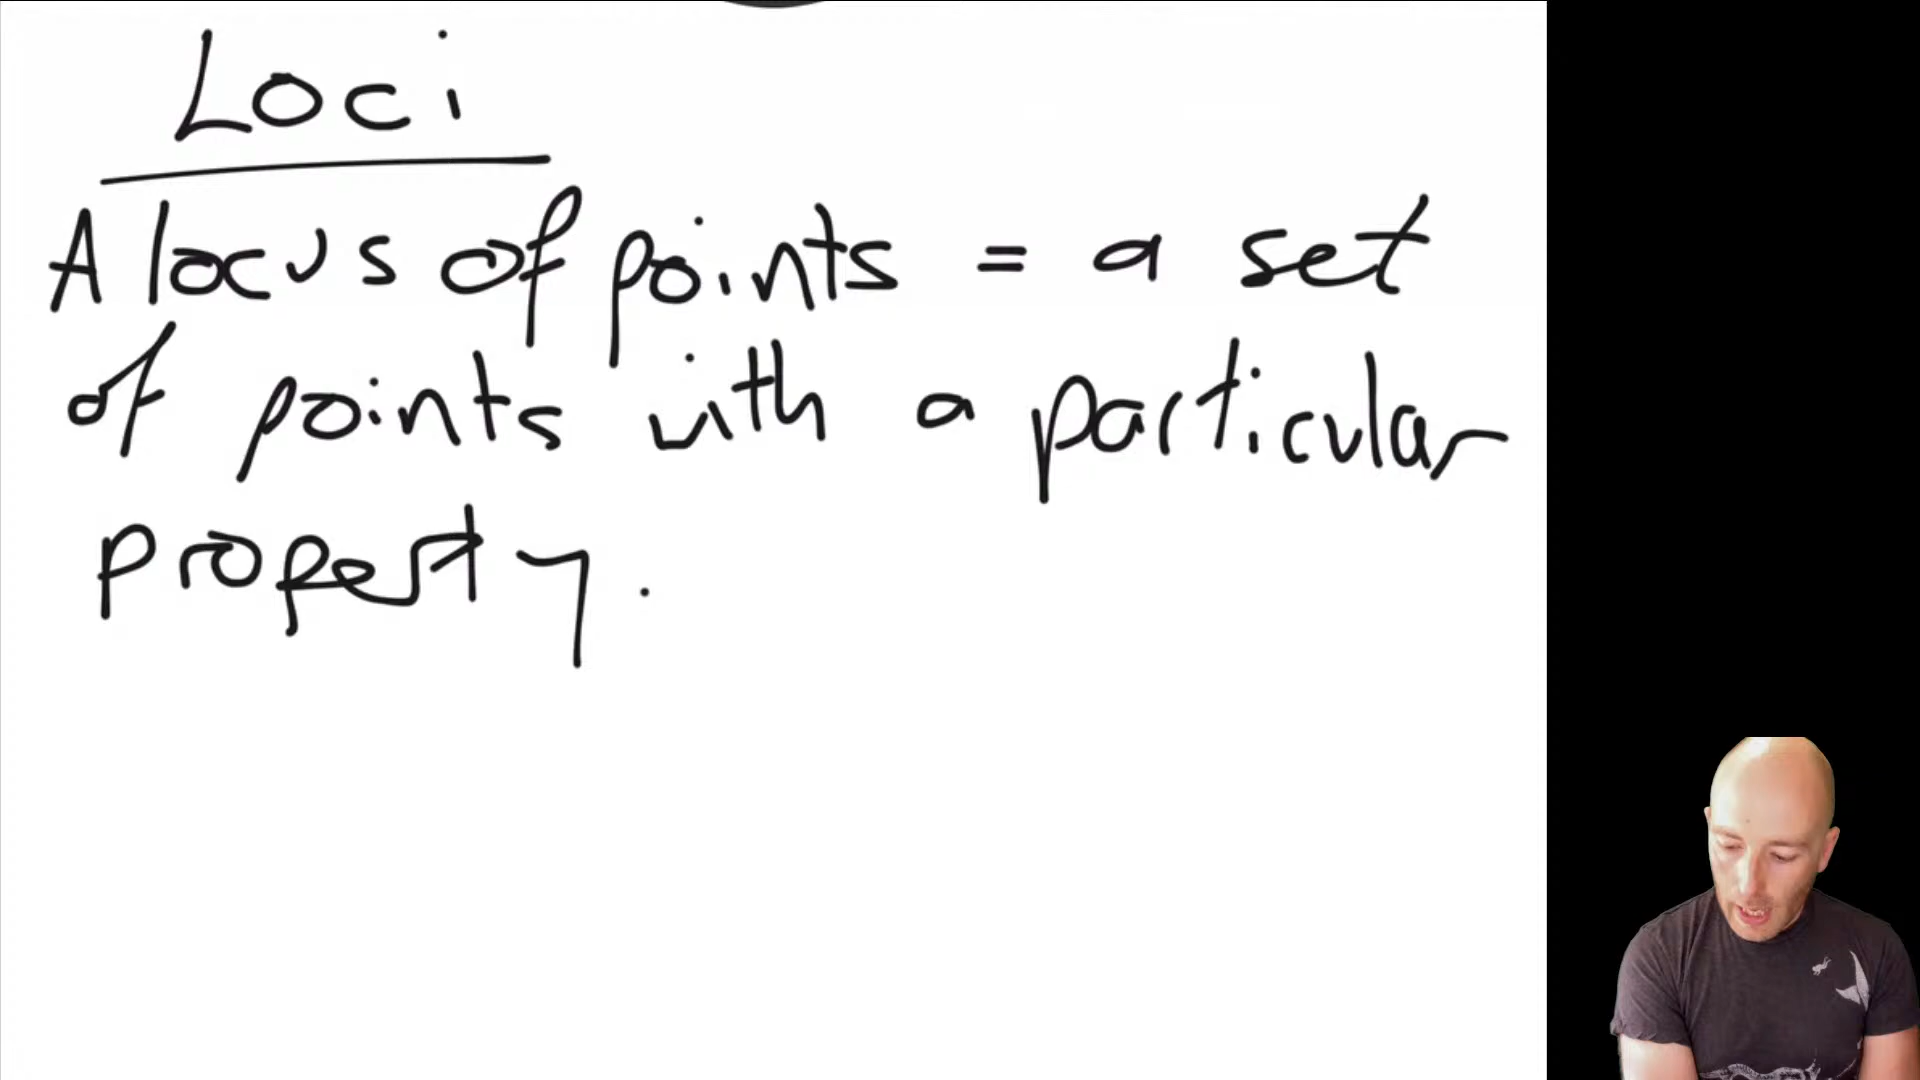 Loci
A locus of points = a set
of points with a particular
property.